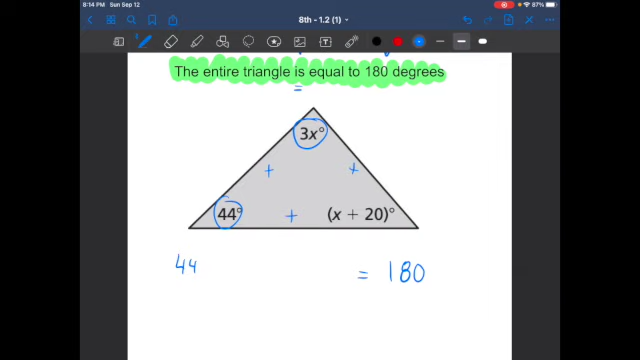 8:14 PM Sun Sep 12
87%
8th - 1.2 (1)
The entire triangle is equal to 180 degrees
=
3x°
+ +
44° + (x + 20)°
44 = 180